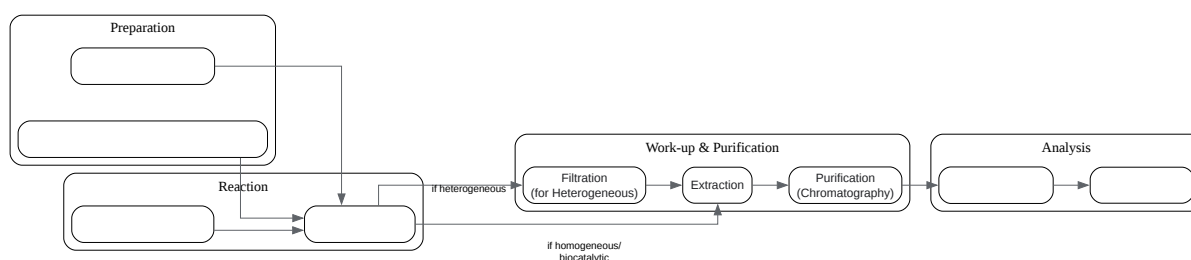 Preparation
Reaction
if heterogeneous
if homogeneous/
biocatalytic
Work-up & Purification
Filtration
(for Heterogeneous)
Extraction
Purification
(Chromatography)
Analysis